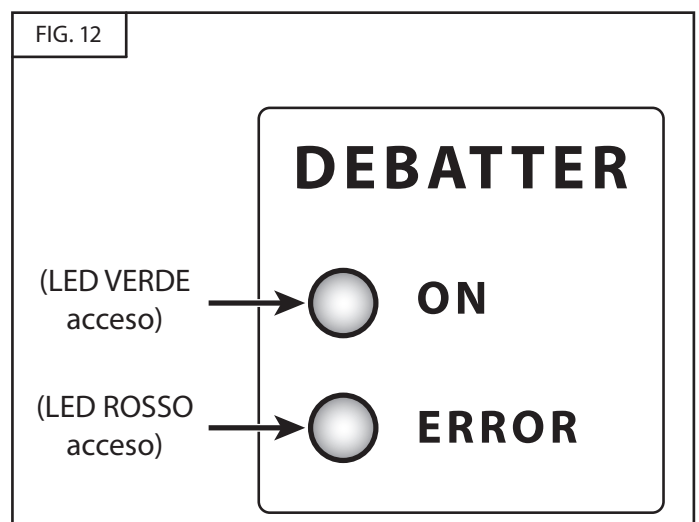 FIG. 12
DEBATTER
(LED VERDE
acceso)
ON
(LED ROSSO
acceso)
ERROR